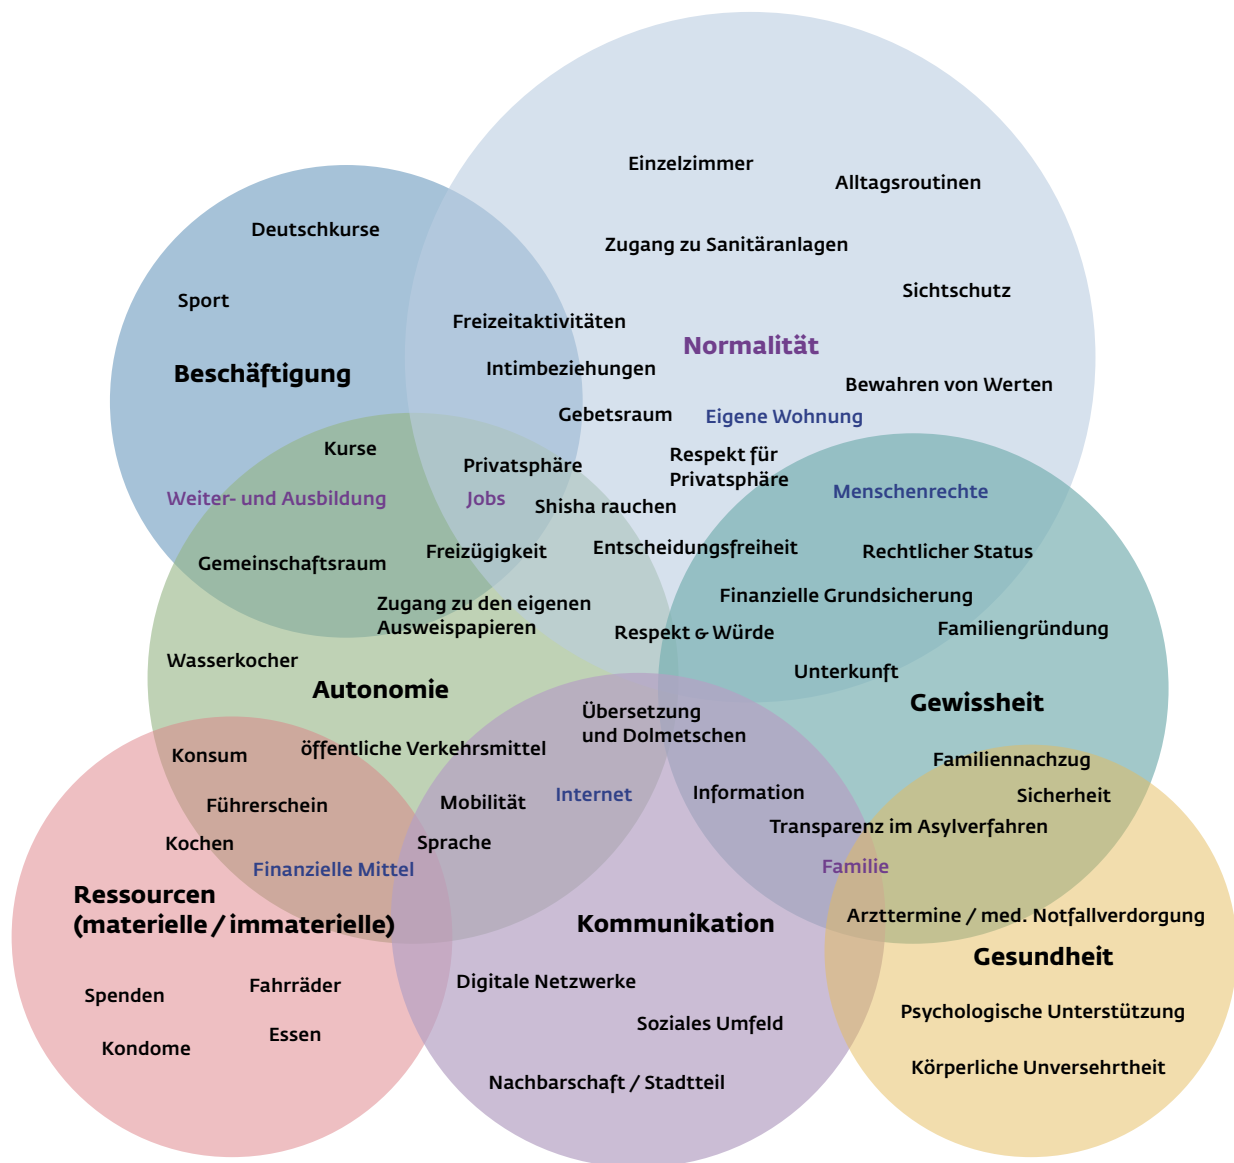 Einzelzimmer
Alltagsroutinen
Deutschkurse
Zugang zu Sanitäranlagen
Sport
Sichtschutz
Freizeitaktivitäten
Normalität
Beschäftigung
Intimbeziehungen
Bewahren von Werten
Gebetsraum
Eigene Wohnung
Kurse
Respekt für
Privatsphäre
Privatsphäre
Menschenrechte
Weiter- und Ausbildung
Jobs
Shisha rauchen
Freizügigkeit
Entscheidungsfreiheit
Rechtlicher Status
Gemeinschaftsraum
Finanzielle Grundsicherung
Zugang zu den eigenen
Ausweispapieren
Respekt & Würde
Familiengründung
Wasserkocher
Unterkunft
Autonomie
Gewissheit
Übersetzung
und Dolmetschen
Konsum
öffentliche Verkehrsmittel
Familiennachzug
Führerschein
Mobilität
Internet
Information
Sicherheit
Transparenz im Asylverfahren
Kochen
Sprache
Finanzielle Mittel
Familie
Ressourcen
(materielle / immaterielle)
Kommunikation
Arzttermine / med. Notfallverdorgung
Gesundheit
Digitale Netzwerke
Fahrräder
Spenden
Psychologische Unterstützung
Soziales Umfeld
Essen
Kondome
Körperliche Unversehrtheit
Nachbarschaft / Stadtteil